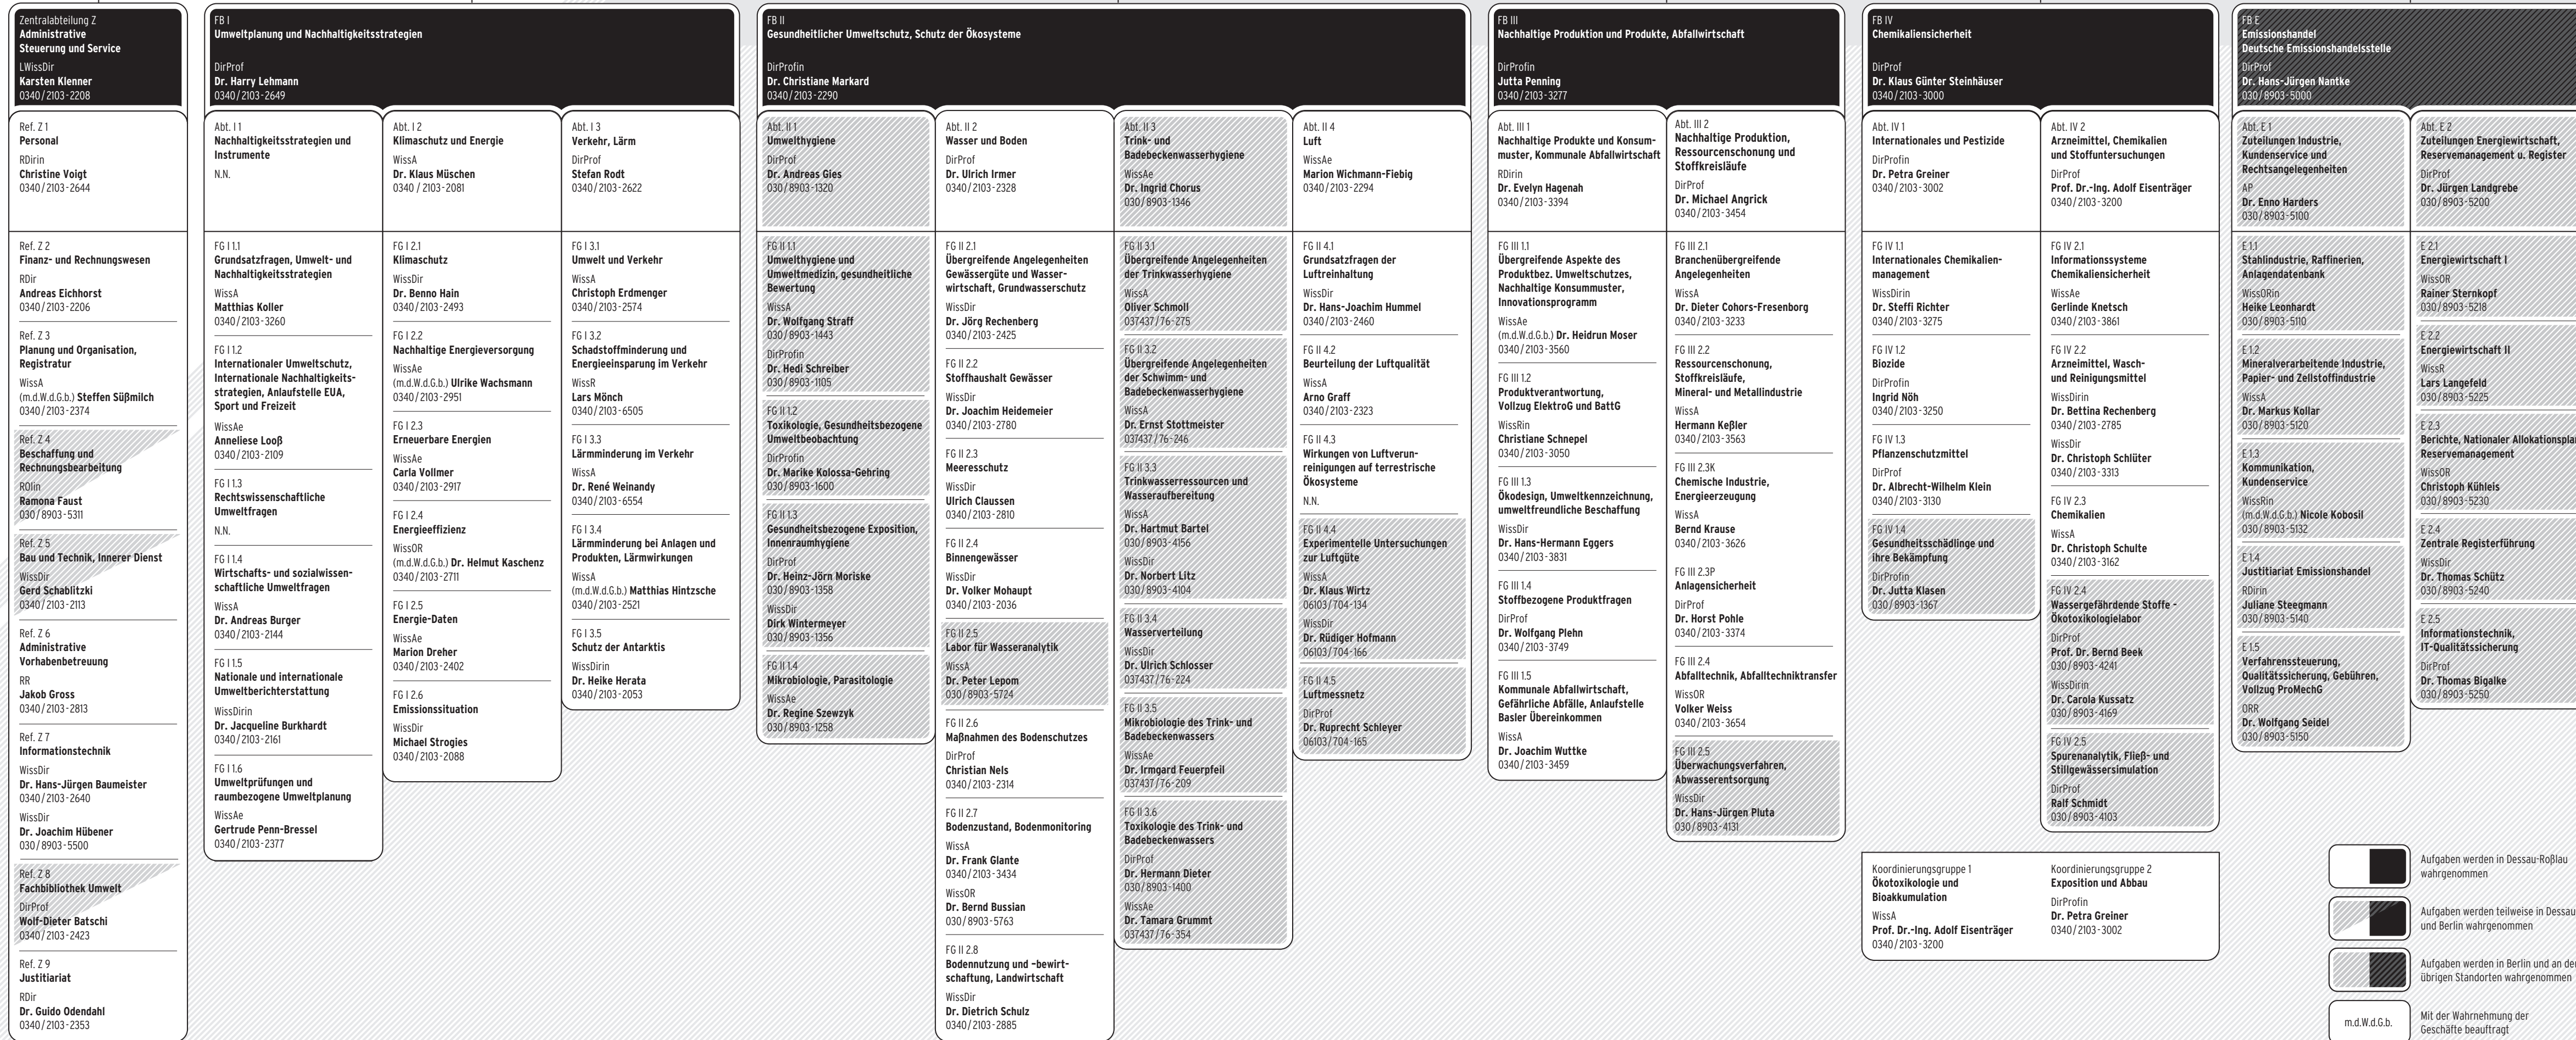 Zentralabteilung Z
Administrative
Steuerung und Service
LWissDir
Karsten Klenner
0340/2103-2208
Ref. Z 1
Personal
RDirin
Christine Voigt
0340/2103-2644
Ref. Z 2
Finanz- und Rechnungswesen
RDir
Andreas Eichhorst
0340/2103-2206
Ref. Z 3
Planung und Organisation,
Registratur
WissA
(m.d.W.d.G.b.) Steffen Süßmilch
0340/2103-2374
Ref. Z 4
Beschaffung und
Rechnungsbearbeitung
ROIin
Ramona Faust
030/8903-5311
Ref. Z 5
Bau und Technik, Innerer Dienst
WissDir
Gerd Schablitzki
0340/2103-2113
Ref. Z 6
Administrative
Vorhabenbetreuung
RR
Jakob Gross
0340/2103-2813
Ref. Z 7
Informationstechnik
WissDir
Dr. Hans-Jürgen Baumeister
0340/2103-2640
WissDir
Dr. Joachim Hübener
030/8903-5500
Ref. Z 8
Fachbibliothek Umwelt
DirProf
Wolf-Dieter Batschi
0340/2103-2423
Ref. Z 9
Justitiariat
RDir
Dr. Guido Odendahl
0340/2103-2353
FB I
Umweltplanung und Nachhaltigkeitsstrategien
DirProf
Dr. Harry Lehmann
0340/2103-2649
Abt. I 1
Nachhaltigkeitsstrategien und
Instrumente
N.N.
FG I 1.1
Grundsatzfragen, Umwelt- und
Nachhaltigkeitsstrategien
WissA
Matthias Koller
0340/2103-3260
FG I 1.2
Internationaler Umweltschutz,
Internationale Nachhaltigkeits-
strategien, Anlaufstelle EUA,
Sport und Freizeit
WissAe
Anneliese Looß
0340/2103-2109
FG I 1.3
Rechtswissenschaftliche
Umweltfragen
N.N.
FG I 1.4
Wirtschafts- und sozialwissen-
schaftliche Umweltfragen
WissA
Dr. Andreas Burger
0340/2103-2144
FG I 1.5
Nationale und internationale
Umweltberichterstattung
WissDirin
Dr. Jacqueline Burkhardt
0340/2103-2161
FG I 1.6
Umweltprüfungen und
raumbezogene Umweltplanung
WissAe
Gertrude Penn-Bressel
0340/2103-2377
Abt. I 2
Klimaschutz und Energie
WissA
Dr. Klaus Müschen
0340 / 2103-2081
FG I 2.1
Klimaschutz
WissDir
Dr. Benno Hain
0340/2103-2493
FG I 2.2
Nachhaltige Energieversorgung
WissAe
(m.d.W.d.G.b.) Ulrike Wachsmann
0340/2103-2951
FG I 2.3
Erneuerbare Energien
WissAe
Carla Vollmer
0340/2103-2917
FG I 2.4
Energieeffizienz
WissOR
(m.d.W.d.G.b.) Dr. Helmut Kaschenz
0340/2103-2711
FG I 2.5
Energie-Daten
WissAe
Marion Dreher
0340/2103-2402
FG I 2.6
Emissionssituation
WissDir
Michael Strogies
0340/2103-2088
Abt. I 3
Verkehr, Lärm
DirProf
Stefan Rodt
0340/2103-2622
FG I 3.1
Umwelt und Verkehr
WissA
Christoph Erdmenger
0340/2103-2574
FG I 3.2
Schadstoffminderung und
Energieeinsparung im Verkehr
WissR
Lars Mönch
0340/2103-6505
FG I 3.3
Lärmminderung im Verkehr
WissA
Dr. René Weinandy
0340/2103-6554
FG I 3.4
Lärmminderung bei Anlagen und
Produkten, Lärmwirkungen
WissA
(m.d.W.d.G.b.) Matthias Hintzsche
0340/2103-2521
FG I 3.5
Schutz der Antarktis
WissDirin
Dr. Heike Herata
0340/2103-2053
FB II
Gesundheitlicher Umweltschutz, Schutz der Ökosysteme
DirProfin
Dr. Christiane Markard
0340/2103-2290
Abt. II 1
Umwelthygiene
DirProf
Dr. Andreas Gies
030/8903-1320
FG II 1.1
Umwelthygiene und
Umweltmedizin, gesundheitliche
Bewertung
WissA
Dr. Wolfgang Straff
030/8903-1443
DirProfin
Dr. Hedi Schreiber
030/8903-1105
FG II 1.2
Toxikologie, Gesundheitsbezogene
Umweltbeobachtung
DirProfin
Dr. Marike Kolossa-Gehring
030/8903-1600
FG II 1.3
Gesundheitsbezogene Exposition,
Innenraumhygiene
DirProf
Dr. Heinz-Jörn Moriske
030/8903-1358
WissDir
Dirk Wintermeyer
030/8903-1356
FG II 1.4
Mikrobiologie, Parasitologie
WissAe
Dr. Regine Szewzyk
030/8903-1258
Abt. II 2
Wasser und Boden
DirProf
Dr. Ulrich Irmer
0340/2103-2328
FG II 2.1
Übergreifende Angelegenheiten
Gewässergüte und Wasser-
wirtschaft, Grundwasserschutz
WissDir
Dr. Jörg Rechenberg
0340/2103-2425
FG II 2.2
Stoffhaushalt Gewässer
WissDir
Dr. Joachim Heidemeier
0340/2103-2780
FG II 2.3
Meeresschutz
WissDir
Ulrich Claussen
0340/2103-2810
FG II 2.4
Binnengewässer
WissDir
Dr. Volker Mohaupt
0340/2103-2036
FG II 2.5
Labor für Wasseranalytik
WissA
Dr. Peter Lepom
030/8903-5724
FG II 2.6
Maßnahmen des Bodenschutzes
DirProf
Christian Nels
0340/2103-2314
FG II 2.7
Bodenzustand, Bodenmonitoring
WissA
Dr. Frank Glante
0340/2103-3434
WissOR
Dr. Bernd Bussian
030/8903-5763
FG II 2.8
Bodennutzung und -bewirt-
schaftung, Landwirtschaft
WissDir
Dr. Dietrich Schulz
0340/2103-2885
Abt. II 3
Trink- und
Badebeckenwasserhygiene
WissAe
Dr. Ingrid Chorus
030/8903-1346
FG II 3.1
Übergreifende Angelegenheiten
der Trinkwasserhygiene
WissA
Oliver Schmoll
037437/76-275
FG II 3.2
Übergreifende Angelegenheiten
der Schwimm- und
Badebeckenwasserhygiene
WissA
Dr. Ernst Stottmeister
037437/76-246
FG II 3.3
Trinkwasserressourcen und
Wasseraufbereitung
WissA
Dr. Hartmut Bartel
030/8903-4156
WissDir
Dr. Norbert Litz
030/8903-4104
FG II 3.4
Wasserverteilung
WissDir
Dr. Ulrich Schlosser
037437/76-224
FG II 3.5
Mikrobiologie des Trink- und
Badebeckenwassers
WissAe
Dr. Irmgard Feuerpfeil
037437/76-209
FG II 3.6
Toxikologie des Trink- und
Badebeckenwassers
DirProf
Dr. Hermann Dieter
030/8903-1400
WissAe
Dr. Tamara Grummt
037437/76-354
Abt. II 4
Luft
WissAe
Marion Wichmann-Fiebig
0340/2103-2294
FG II 4.1
Grundsatzfragen der
Luftreinhaltung
WissDir
Dr. Hans-Joachim Hummel
0340/2103-2460
FG II 4.2
Beurteilung der Luftqualität
WissA
Arno Graff
0340/2103-2323
FG II 4.3
Wirkungen von Luftverun-
reinigungen auf terrestrische
Ökosysteme
N.N.
FG II 4.4
Experimentelle Untersuchungen
zur Luftgüte
WissA
Dr. Klaus Wirtz
06103/704-134
WissDir
Dr. Rüdiger Hofmann
06103/704-166
FG II 4.5
Luftmessnetz
DirProf
Dr. Ruprecht Schleyer
06103/704-165
FB III
Nachhaltige Produktion und Produkte, Abfallwirtschaft
DirProfin
Jutta Penning
0340/2103-3277
Abt. III 1
Nachhaltige Produkte und Konsum-
muster, Kommunale Abfallwirtschaft
RDirin
Dr. Evelyn Hagenah
0340/2103-3394
FG III 1.1
Übergreifende Aspekte des
Produktbez. Umweltschutzes,
Nachhaltige Konsummuster,
Innovationsprogramm
WissAe
(m.d.W.d.G.b.) Dr. Heidrun Moser
0340/2103-3560
FG III 1.2
Produktverantwortung,
Vollzug ElektroG und BattG
WissRin
Christiane Schnepel
0340/2103-3050
FG III 1.3
Ökodesign, Umweltkennzeichnung,
umweltfreundliche Beschaffung
WissDir
Dr. Hans-Hermann Eggers
0340/2103-3831
FG III 1.4
Stoffbezogene Produktfragen
DirProf
Dr. Wolfgang Plehn
0340/2103-3749
FG III 1.5
Kommunale Abfallwirtschaft,
Gefährliche Abfälle, Anlaufstelle
Basler Übereinkommen
WissA
Dr. Joachim Wuttke
0340/2103-3459
Abt. III 2
Nachhaltige Produktion,
Ressourcenschonung und
Stoffkreisläufe
DirProf
Dr. Michael Angrick
0340/2103-3454
FG III 2.1
Branchenübergreifende
Angelegenheiten
WissA
Dr. Dieter Cohors-Fresenborg
0340/2103-3233
FG III 2.2
Ressourcenschonung,
Stoffkreisläufe,
Mineral- und Metallindustrie
WissA
Hermann Keßler
0340/2103-3563
FG III 2.3K
Chemische Industrie,
Energieerzeugung
WissA
Bernd Krause
0340/2103-3626
FG III 2.3P
Anlagensicherheit
DirProf
Dr. Horst Pohle
0340/2103-3374
FG III 2.4
Abfalltechnik, Abfalltechniktransfer
WissOR
Volker Weiss
0340/2103-3654
FG III 2.5
Überwachungsverfahren,
Abwasserentsorgung
WissDir
Dr. Hans-Jürgen Pluta
030/8903-4131
FB IV
Chemikaliensicherheit
DirProf
Dr. Klaus Günter Steinhäuser
0340/2103-3000
Abt. IV 1
Internationales und Pestizide
DirProfin
Dr. Petra Greiner
0340/2103-3002
FG IV 1.1
Internationales Chemikalien-
management
WissDirin
Dr. Steffi Richter
0340/2103-3275
FG IV 1.2
Biozide
DirProfin
Ingrid Nöh
0340/2103-3250
FG IV 1.3
Pflanzenschutzmittel
DirProf
Dr. Albrecht-Wilhelm Klein
0340/2103-3130
FG IV 1.4
Gesundheitsschädlinge und
ihre Bekämpfung
DirProfin
Dr. Jutta Klasen
030/8903-1367
Abt. IV 2
Arzneimittel, Chemikalien
und Stoffuntersuchungen
DirProf
Prof. Dr.-Ing. Adolf Eisenträger
0340/2103-3200
FG IV 2.1
Informationssysteme
Chemikaliensicherheit
WissAe
Gerlinde Knetsch
0340/2103-3861
FG IV 2.2
Arzneimittel, Wasch-
und Reinigungsmittel
WissDirin
Dr. Bettina Rechenberg
0340/2103-2785
WissDir
Dr. Christoph Schlüter
0340/2103-3313
FG IV 2.3
Chemikalien
WissA
Dr. Christoph Schulte
0340/2103-3162
FG IV 2.4
Wassergefährdende Stoffe -
Ökotoxikologielabor
DirProf
Prof. Dr. Bernd Beek
030/8903-4241
WissDirin
Dr. Carola Kussatz
030/8903-4169
FG IV 2.5
Spurenanalytik, Fließ- und
Stillgewässersimulation
DirProf
Ralf Schmidt
030/8903-4103
Koordinierungsgruppe 1
Ökotoxikologie und
Bioakkumulation
WissA
Prof. Dr.-Ing. Adolf Eisenträger
0340/2103-3200
Koordinierungsgruppe 2
Exposition und Abbau
DirProfin
Dr. Petra Greiner
0340/2103-3002
FB E
Emissionshandel
Deutsche Emissionshandelsstelle
DirProf
Dr. Hans-Jürgen Nantke
030/8903-5000
Abt. E 1
Zuteilungen Industrie,
Kundenservice und
Rechtsangelegenheiten
AP
Dr. Enno Harders
030/8903-5100
E 1.1
Stahlindustrie, Raffinerien,
Anlagendatenbank
WissORin
Heike Leonhardt
030/8903-5110
E 1.2
Mineralverarbeitende Industrie,
Papier- und Zellstoffindustrie
WissA
Dr. Markus Kollar
030/8903-5120
E 1.3
Kommunikation,
Kundenservice
WissRin
(m.d.W.d.G.b.) Nicole Kobosil
030/8903-5132
E 1.4
Justitiariat Emissionshandel
RDirin
Juliane Steegmann
030/8903-5140
E 1.5
Verfahrenssteuerung,
Qualitätssicherung, Gebühren,
Vollzug ProMechG
ORR
Dr. Wolfgang Seidel
030/8903-5150
Abt. E 2
Zuteilungen Energiewirtschaft,
Reservemanagement u. Register
DirProf
Dr. Jürgen Landgrebe
030/8903-5200
E 2.1
Energiewirtschaft I
WissOR
Rainer Sternkopf
030/8903-5218
E 2.2
Energiewirtschaft II
WissR
Lars Langefeld
030/8903-5225
E 2.3
Berichte, Nationaler Allokationsplan
Reservemanagement
WissOR
Christoph Kühleis
030/8903-5230
E 2.4
Zentrale Registerführung
WissDir
Dr. Thomas Schütz
030/8903-5240
E 2.5
Informationstechnik,
IT-Qualitätssicherung
DirProf
Dr. Thomas Bigalke
030/8903-5250
Aufgaben werden in Dessau-Roßlau
wahrgenommen
Aufgaben werden teilweise in Dessau
und Berlin wahrgenommen
Aufgaben werden in Berlin und an den
übrigen Standorten wahrgenommen
m.d.W.d.G.b.
Mit der Wahrnehmung der
Geschäfte beauftragt